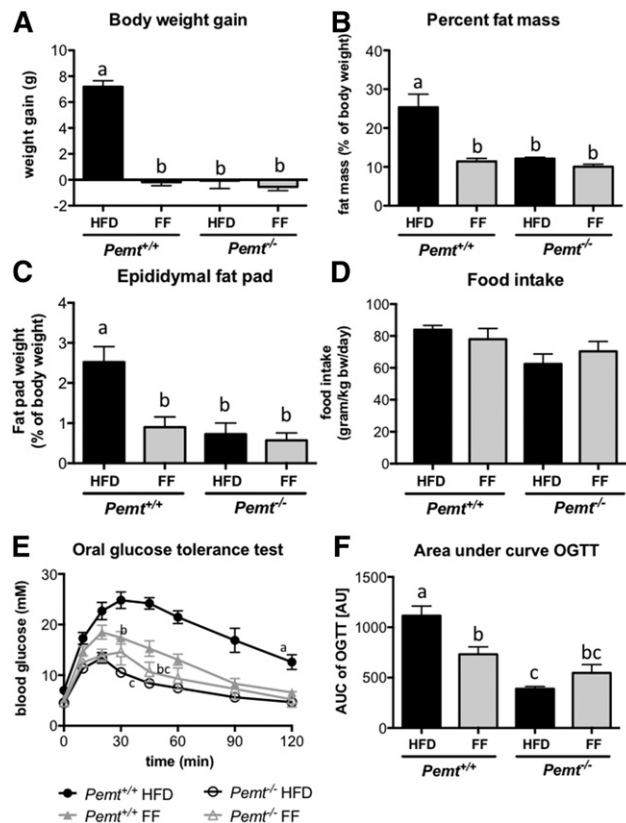 A
Body weight gain
weight gain (g)
10
8
6
4
2
0
-2
a
b
b
b
HFD
FF
HFD
FF
Pemt+/+
Pemt-/-
B
Percent fat mass
fat mass (% of body weight)
40
30
20
10
0
a
b
b
b
HFD
FF
HFD
FF
Pemt+/+
Pemt-/-
C
Epididymal fat pad
Fat pad weight
(% of body weight)
4
3
2
1
0
a
b
b
b
HFD
FF
HFD
FF
Pemt+/+
Pemt-/-
D
Food intake
food intake
(gram/kg bw/day)
100
80
60
40
20
0
HFD
FF
HFD
FF
Pemt+/+
Pemt-/-
E
Oral glucose tolerance test
blood glucose (mM)
30
20
10
0
a
b
bc
c
0
30
60
90
120
time (min)
Pemt+/+ HFD
Pemt-/- HFD
Pemt+/+ FF
Pemt-/- FF
F
Area under curve OGTT
AUC of OGTT [AU]
1500
1000
500
0
a
b
c
bc
HFD
FF
HFD
FF
Pemt+/+
Pemt-/-